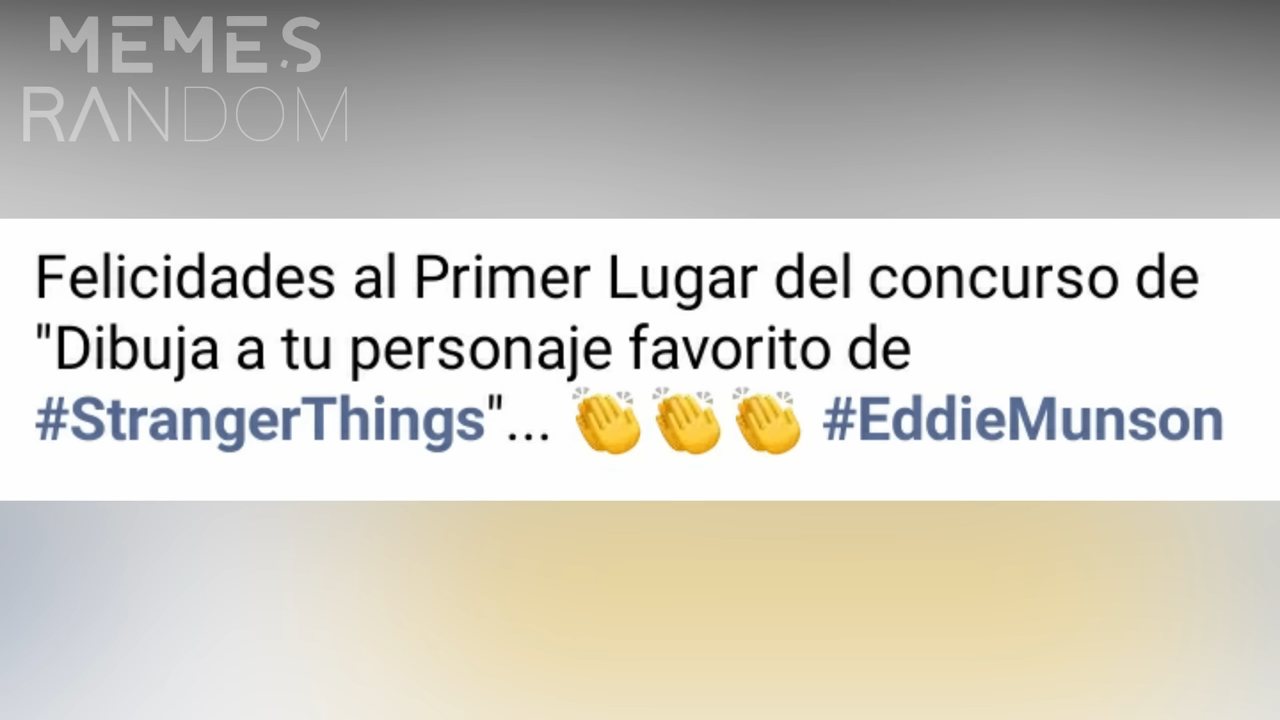 MEMES
RANDOM
Felicidades al Primer Lugar del concurso de
"Dibuja a tu personaje favorito de
#StrangerThings"... 👏👏👏 #EddieMunson